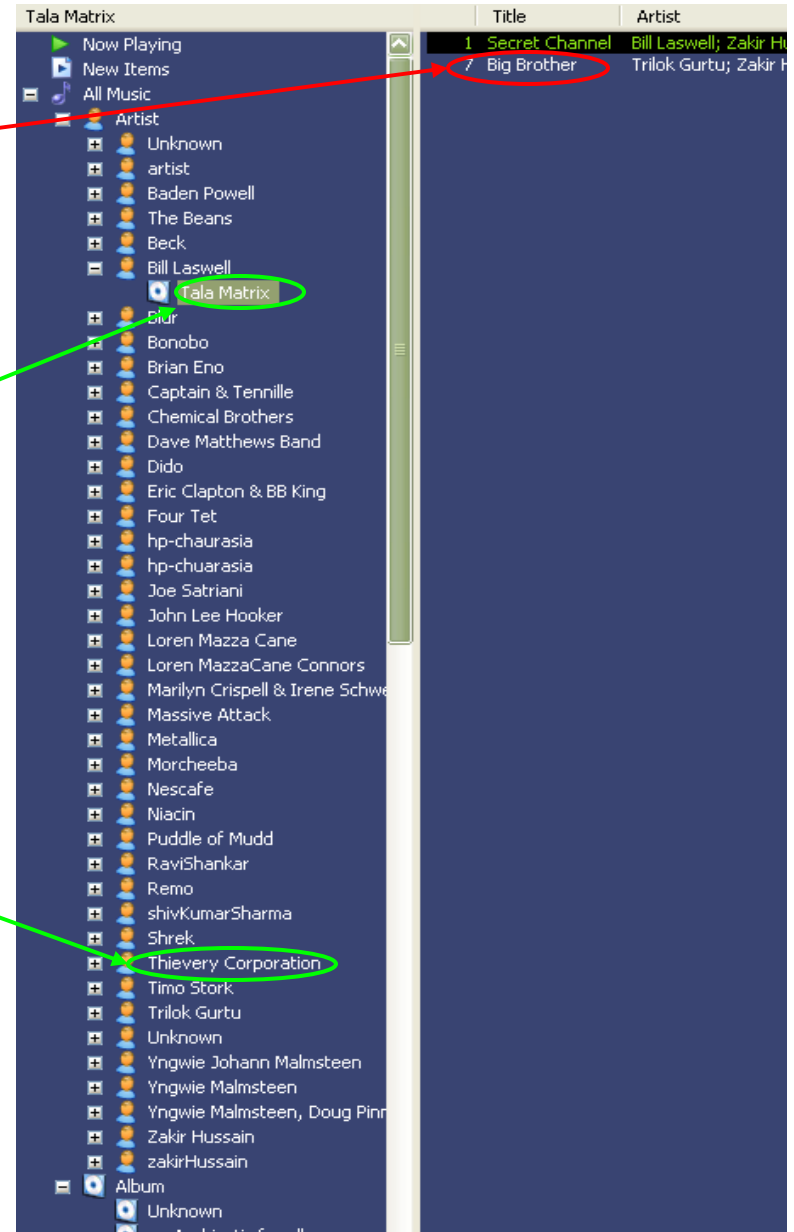 Tala Matrix
Now Playing
New Items
All Music
Artist
Unknown
artist
Baden Powell
The Beans
Beck
Bill Laswell
Tala Matrix
Blur
Bonobo
Brian Eno
Captain & Tennille
Chemical Brothers
Dave Matthews Band
Dido
Eric Clapton & BB King
Four Tet
hp-chaurasia
hp-chuarasia
Joe Satriani
John Lee Hooker
Loren Mazza Cane
Loren MazzaCane Connors
Marilyn Crispell & Irene Schwe
Massive Attack
Metallica
Morcheeba
Nescafe
Niacin
Puddle of Mudd
RaviShankar
Remo
shivKumarSharma
Shrek
Thievery Corporation
Timo Stork
Trilok Gurtu
Unknown
Yngwie Johann Malmsteen
Yngwie Malmsteen
Yngwie Malmsteen, Doug Pinn
Zakir Hussain
zakirHussain
Album
Unknown
Title Artist
1 Secret Channel Bill Laswell; Zakir Hu
7 Big Brother Trilok Gurtu; Zakir H